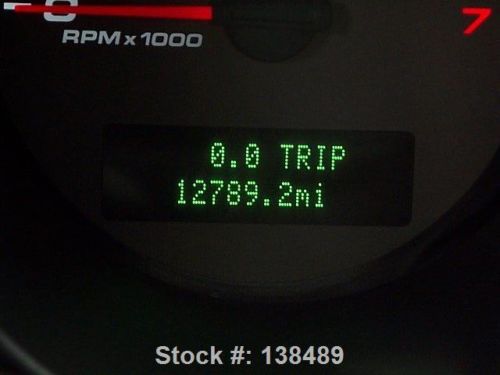 RPM x 1000
7
0.0 TRIP
12789.2mi
Stock #: 138489